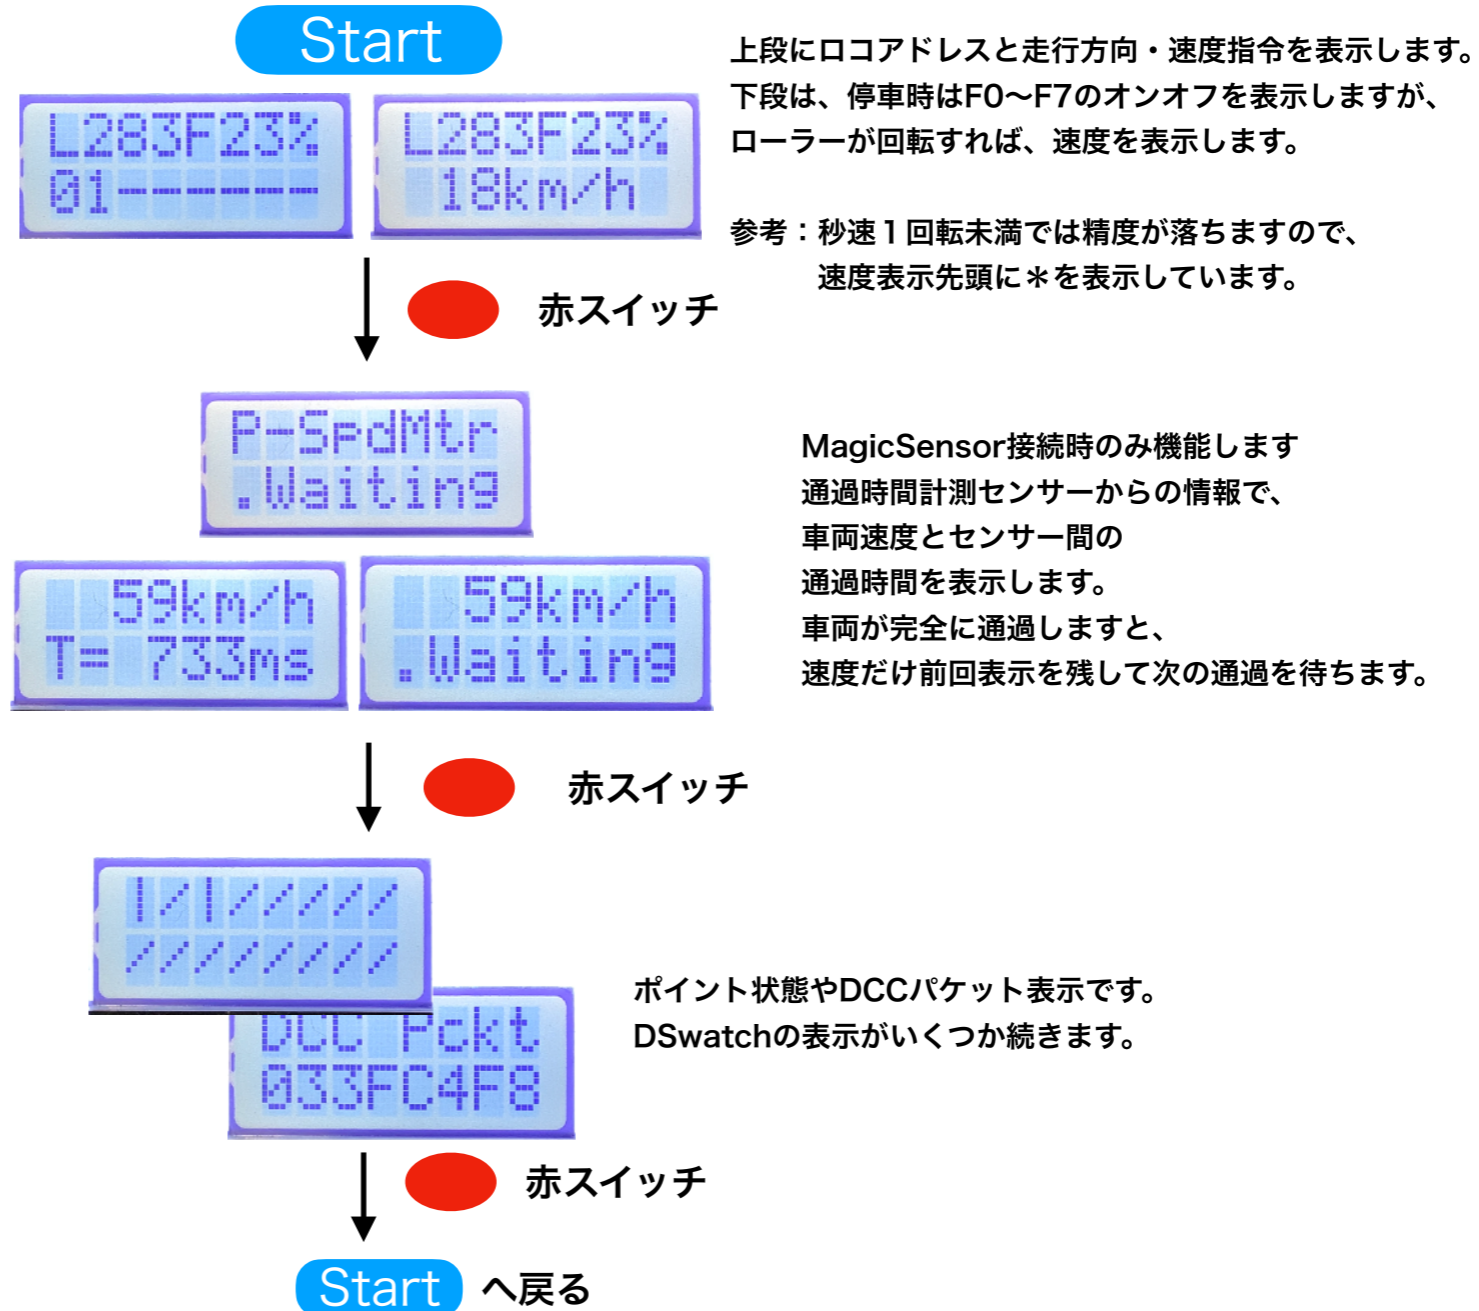 Start
上段にロコアドレスと走行方向・速度指令を表示します。
下段は、停車時はF0〜F7のオンオフを表示しますが、
ローラーが回転すれば、速度を表示します。
L283F23%
01------
L283F23%
18km/h
参考：秒速１回転未満では精度が落ちますので、
速度表示先頭に＊を表示しています。
赤スイッチ
P-SpdMtr
.Waiting
59km/h
T= 733ms
59km/h
.Waiting
MagicSensor接続時のみ機能します
通過時間計測センサーからの情報で、
車両速度とセンサー間の
通過時間を表示します。
車両が完全に通過しますと、
速度だけ前回表示を残して次の通過を待ちます。
赤スイッチ
|/|/////
////////
DCC Pckt
033FC4F8
ポイント状態やDCCパケット表示です。
DSwatchの表示がいくつか続きます。
赤スイッチ
Start へ戻る